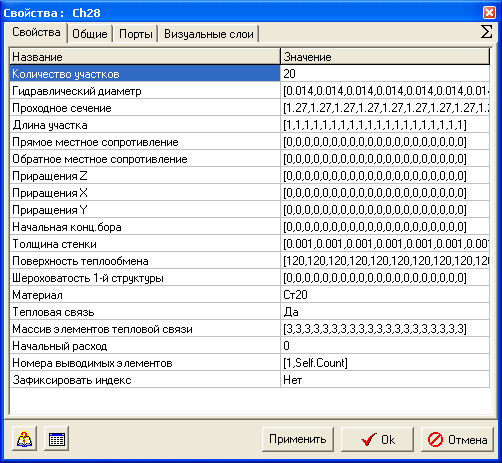 Свойства : Ch28
Свойства Общие Порты Визуальные слои Σ
Название Значение
Количество участков 20
Гидравлический диаметр [0.014,0.014,0.014,0.014,0.014,0.014,0.014
Проходное сечение [1.27,1.27,1.27,1.27,1.27,1.27,1.27,1.27,1.2
Длина участка [1,1,1,1,1,1,1,1,1,1,1,1,1,1,1,1,1,1,1,1]
Прямое местное сопротивление [0,0,0,0,0,0,0,0,0,0,0,0,0,0,0,0,0,0,0,0]
Обратное местное сопротивление [0,0,0,0,0,0,0,0,0,0,0,0,0,0,0,0,0,0,0,0]
Приращения Z [0,0,0,0,0,0,0,0,0,0,0,0,0,0,0,0,0,0,0,0]
Приращения X [0,0,0,0,0,0,0,0,0,0,0,0,0,0,0,0,0,0,0,0]
Приращения Y [0,0,0,0,0,0,0,0,0,0,0,0,0,0,0,0,0,0,0,0]
Начальная конц.бора [0,0,0,0,0,0,0,0,0,0,0,0,0,0,0,0,0,0,0,0]
Толщина стенки [0.001,0.001,0.001,0.001,0.001,0.001,0.001
Поверхность теплообмена [120,120,120,120,120,120,120,120,120,12
Шероховатость 1-й структуры [0,0,0,0,0,0,0,0,0,0,0,0,0,0,0,0,0,0,0,0]
Материал Ст20
Тепловая связь Да
Массив элементов тепловой связи [3,3,3,3,3,3,3,3,3,3,3,3,3,3,3,3,3,3,3,3]
Начальный расход 0
Номера выводимых элементов [1,Self.Count]
Зафиксировать индекс Нет
Применить Ok Отмена